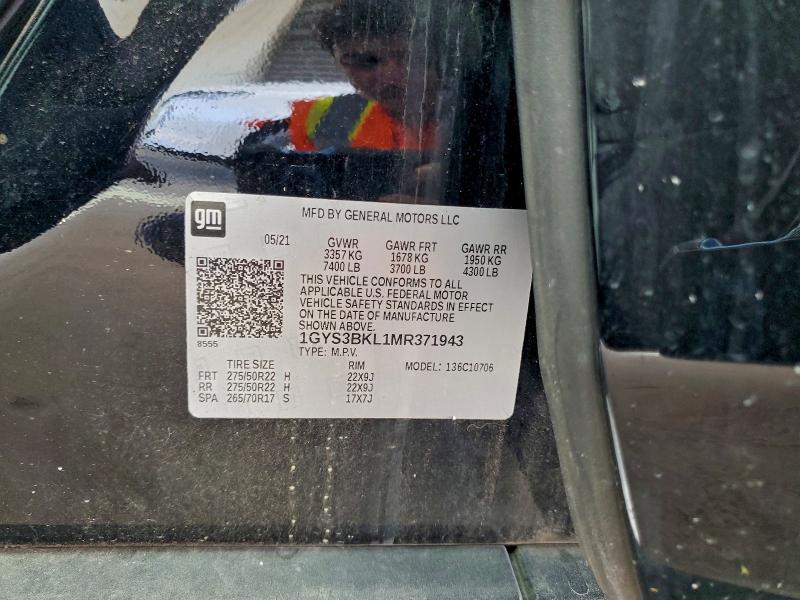 gm
MFD BY GENERAL MOTORS LLC
05/21 GVWR GAWR FRT GAWR RR
3357 KG 1678 KG 1950 KG
7400 LB 3700 LB 4300 LB
THIS VEHICLE CONFORMS TO ALL
APPLICABLE U.S. FEDERAL MOTOR
VEHICLE SAFETY STANDARDS IN EFFECT
ON THE DATE OF MANUFACTURE
SHOWN ABOVE.
8555
1GYS3BKL1MR371943
TYPE: M.P.V.
TIRE SIZE RIM MODEL: 136C10706
FRT 275/50R22 H 22X9J
RR 275/50R22 H 22X9J
SPA 265/70R17 S 17X7J